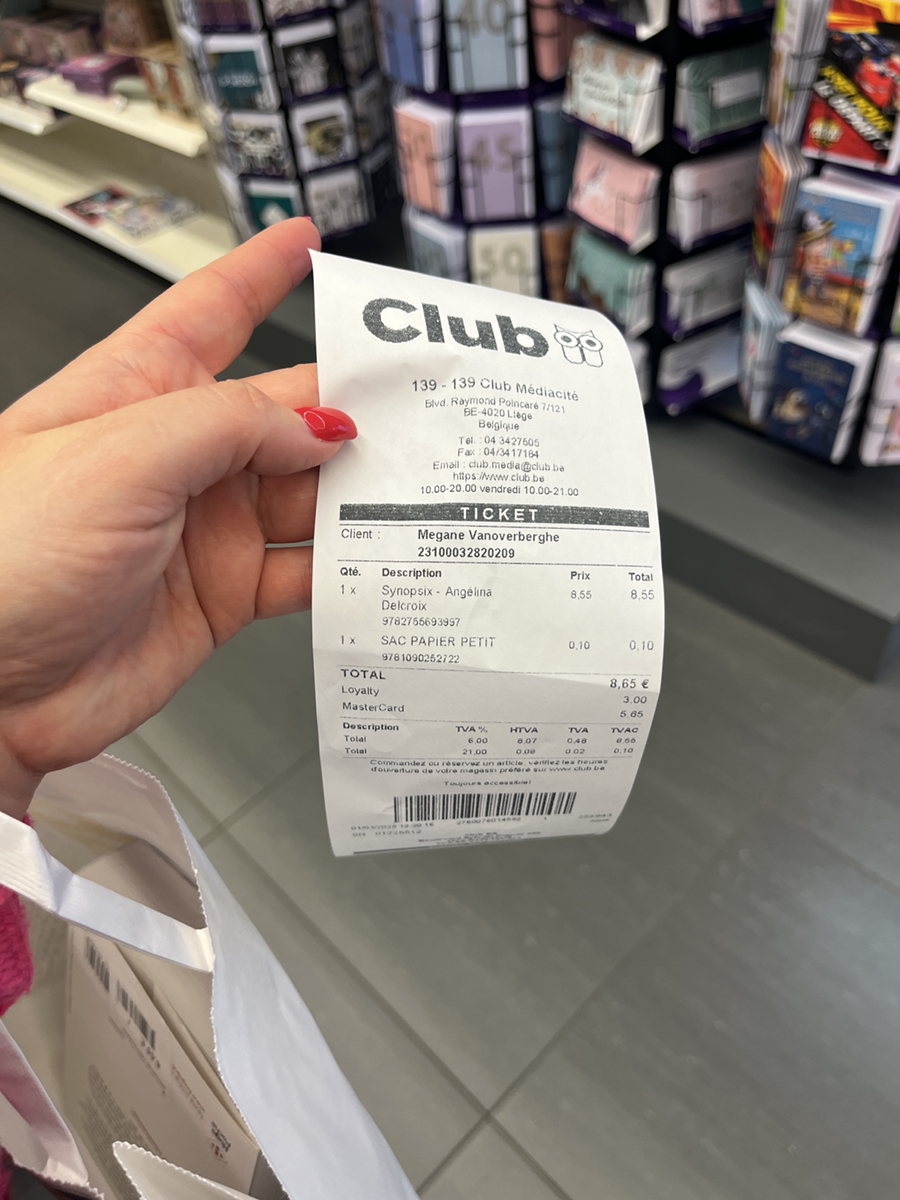 Club
139 - 139 Club Médiacité
Blvd. Raymond Poincaré 7/121
BE-4020 Liège
Belgique
Tél. : 04 3427605
Fax : 04/3417184
Email : club.media@club.be
https://www.club.be
10.00-20.00 vendredi 10.00-21.00
TICKET
Client : Megane Vanoverberghe
23100032820209
Qté. Description Prix Total
1 x Synopsix - Angélina 8,55 8,55
Delcroix
9782755693997
1 x SAC PAPIER PETIT 0,10 0,10
9781090252722
TOTAL 8,65 €
Loyalty 3,00
MasterCard 5,65
Description TVA % HTVA TVA TVAC
Total 6,00 8,07 0,48 8,55
Total 21,00 0,08 0,02 0,10
Commandez ou réservez un article, vérifiez les heures
d'ouverture de votre magasin préféré sur www.club.be
Toujours accessible!
40
45
50